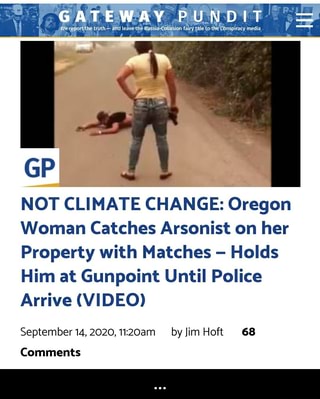 GATEWAY PUNDIT
We report the truth — and leave the Russia-Collusion fairy tale to the Conspiracy media
GP
NOT CLIMATE CHANGE: Oregon
Woman Catches Arsonist on her
Property with Matches – Holds
Him at Gunpoint Until Police
Arrive (VIDEO)
September 14, 2020, 11:20am by Jim Hoft 68
Comments